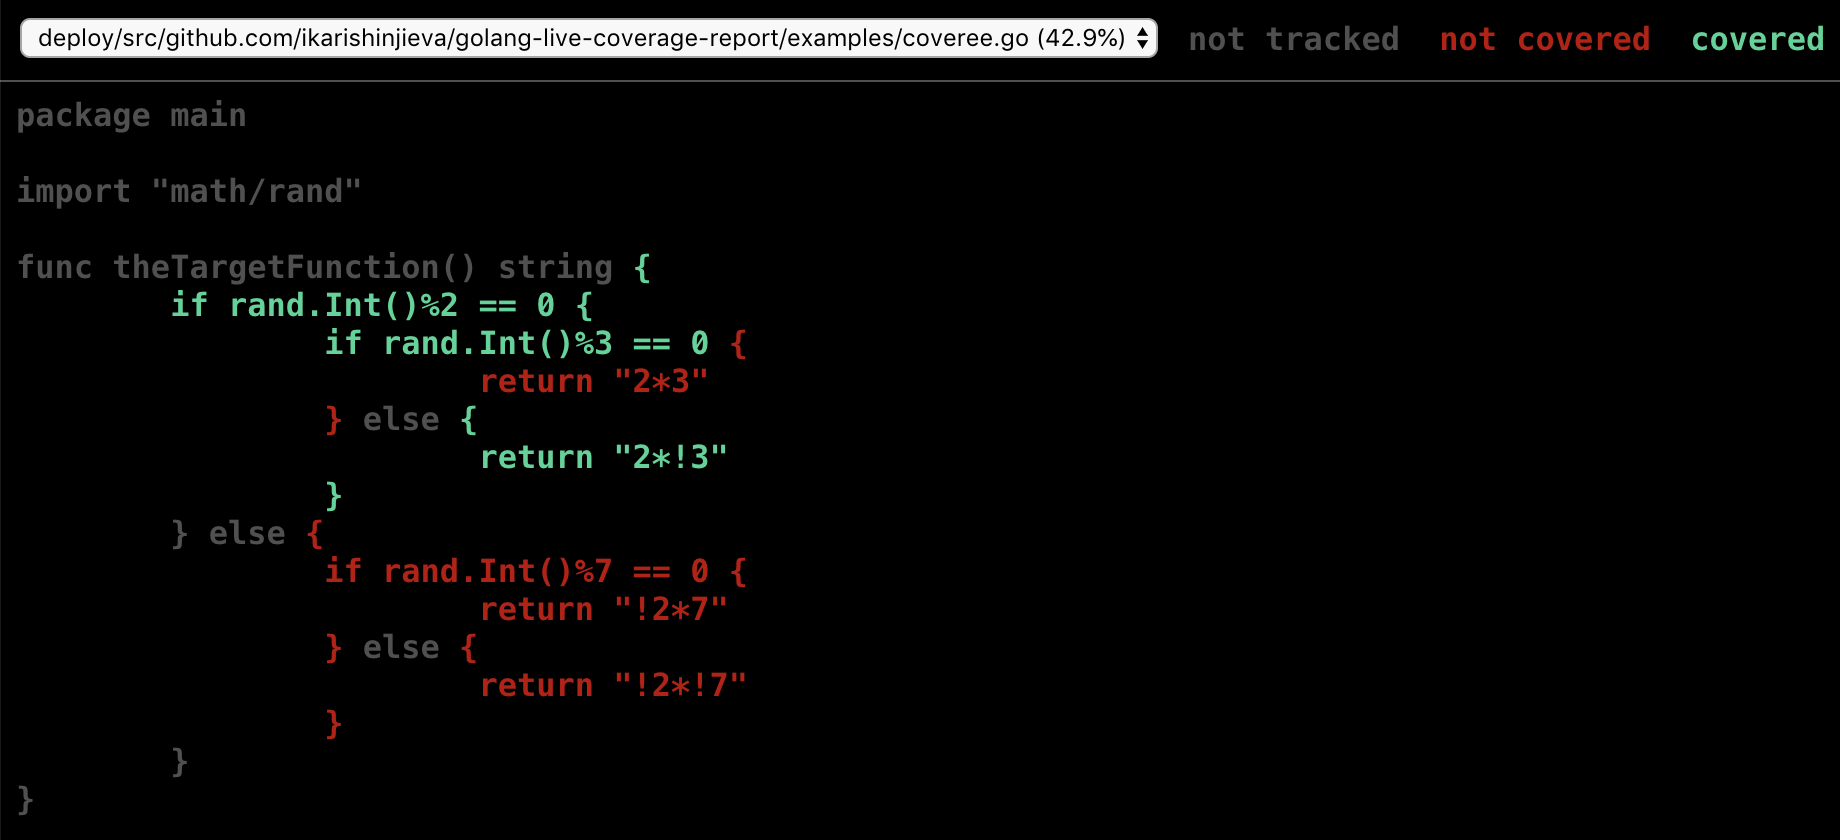 deploy/src/github.com/ikarishinjieva/golang-live-coverage-report/examples/coveree.go (42.9%) not tracked not covered covered
package main
import "math/rand"
func theTargetFunction() string {
if rand.Int()%2 == 0 {
if rand.Int()%3 == 0 {
return "2*3"
} else {
return "2*!3"
}
} else {
if rand.Int()%7 == 0 {
return "!2*7"
} else {
return "!2*!7"
}
}
}